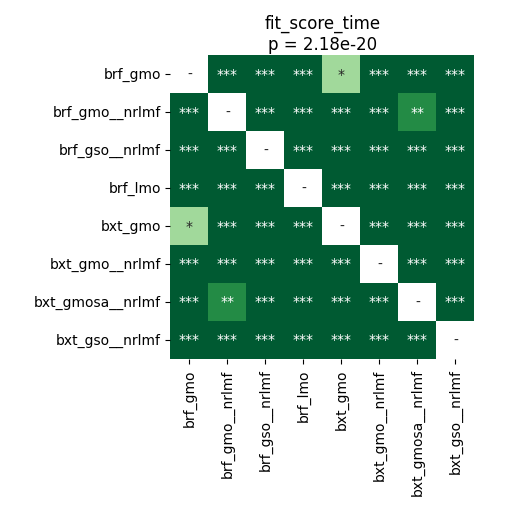 fit_score_time
p = 2.18e-20
brf_gmo - *** *** *** * *** *** ***
brf_gmo__nrlmf *** - *** *** *** *** ** ***
brf_gso__nrlmf *** *** - *** *** *** *** ***
brf_lmo *** *** *** - *** *** *** ***
bxt_gmo * *** *** *** - *** *** ***
bxt_gmo__nrlmf *** *** *** *** *** - *** ***
bxt_gmosa__nrlmf *** ** *** *** *** *** - ***
bxt_gso__nrlmf *** *** *** *** *** *** *** -
brf_gmo
brf_gmo__nrlmf
brf_gso__nrlmf
brf_lmo
bxt_gmo
bxt_gmo__nrlmf
bxt_gmosa__nrlmf
bxt_gso__nrlmf